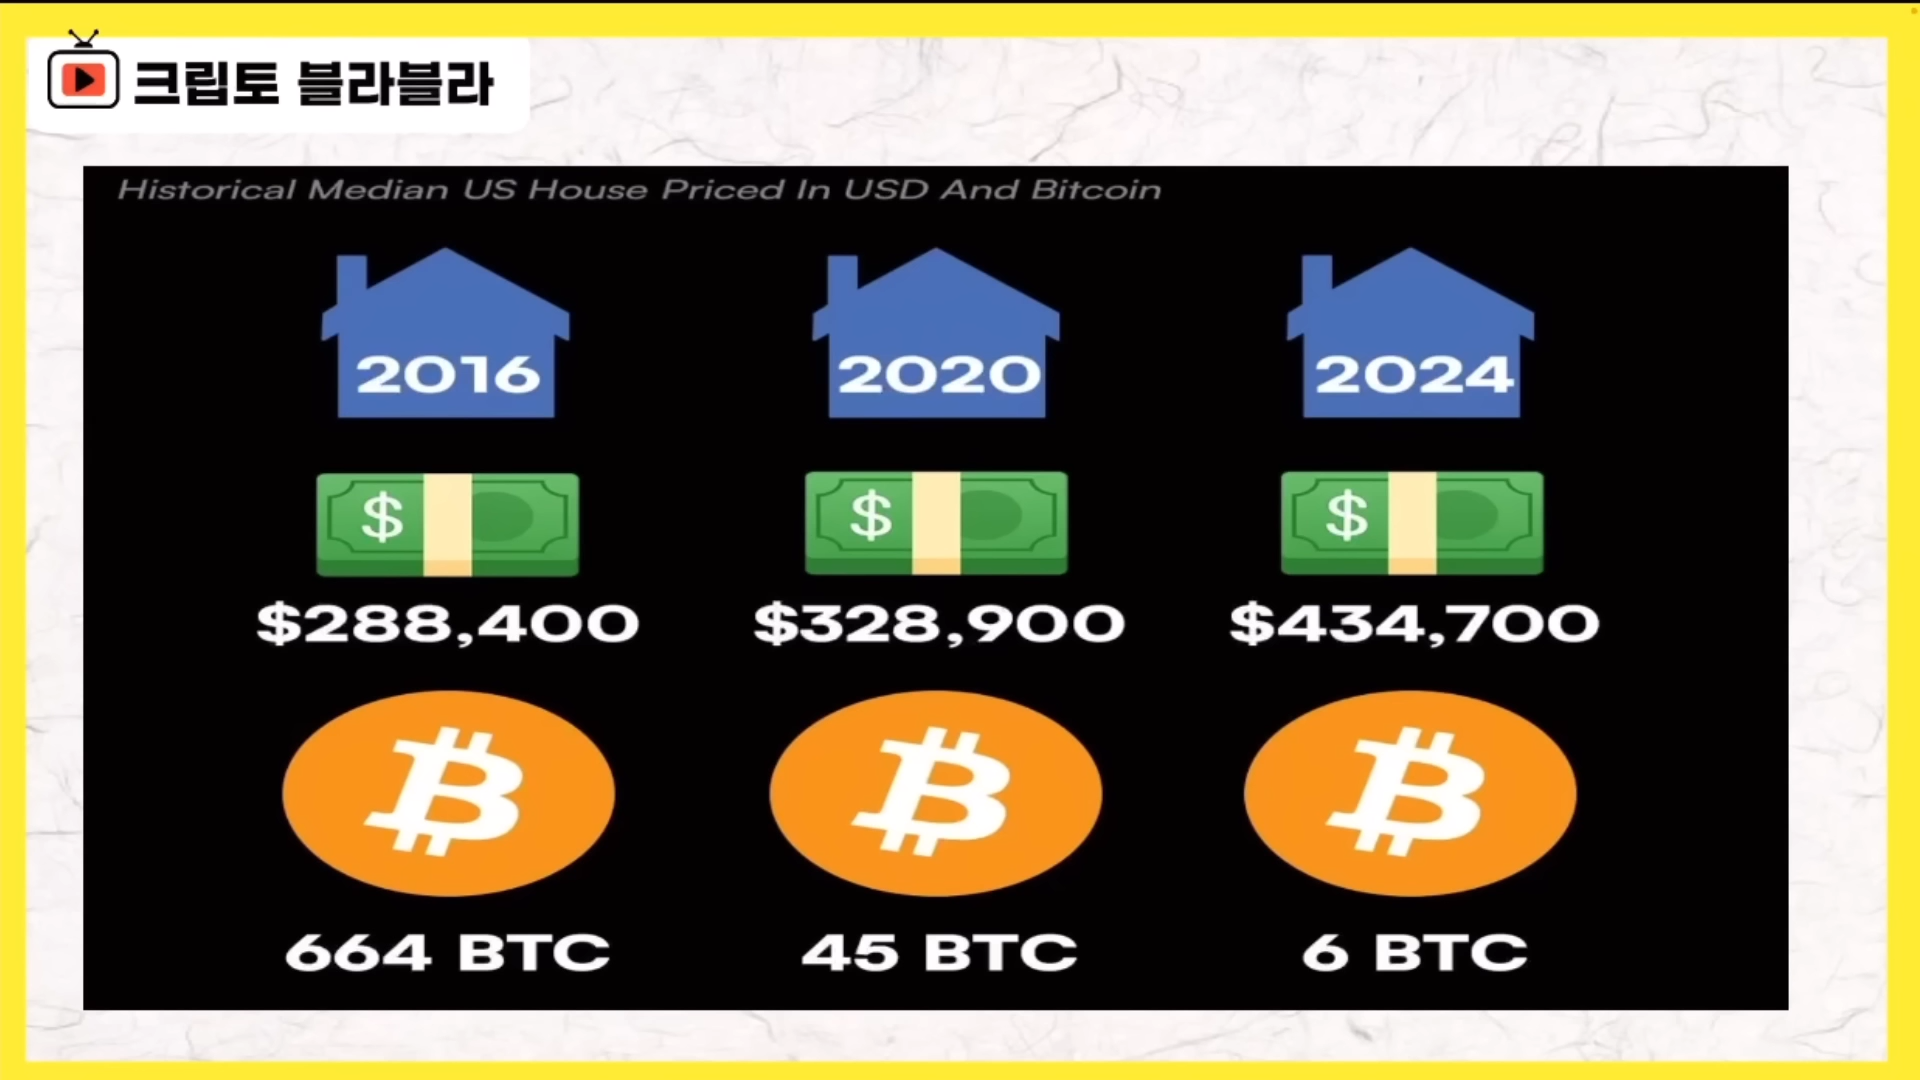 크립토 블라블라
Historical Median US House Priced In USD And Bitcoin
2016 2020 2024
$ $ $
$288,400 $328,900 $434,700
664 BTC 45 BTC 6 BTC